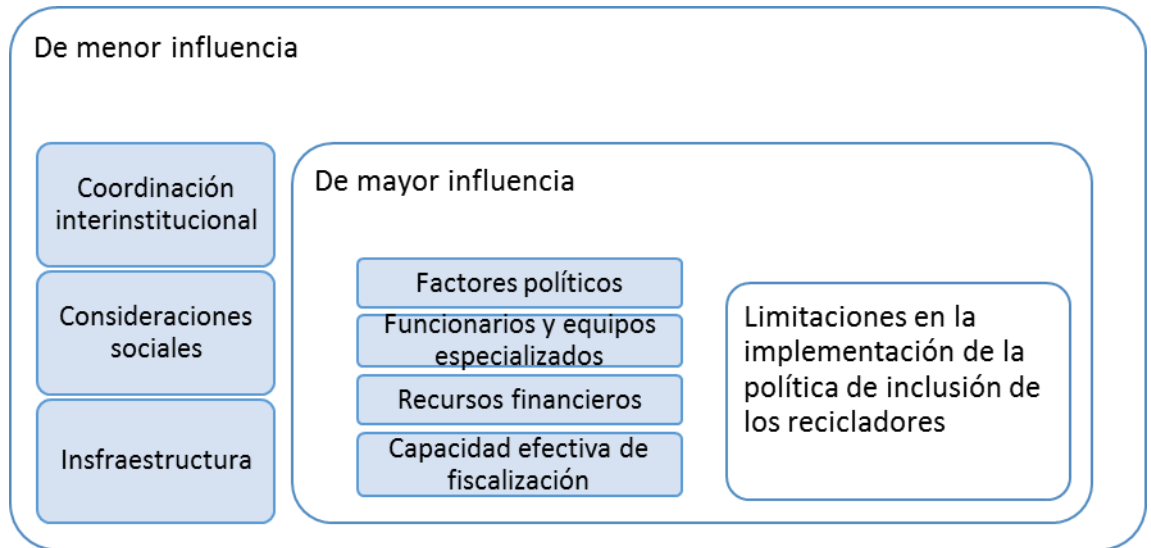 De menor influencia
Coordinación
interinstitucional
Consideraciones
sociales
Insfraestructura
De mayor influencia
Factores políticos
Funcionarios y equipos
especializados
Recursos financieros
Capacidad efectiva de
fiscalización
Limitaciones en la
implementación de la
política de inclusión de
los recicladores